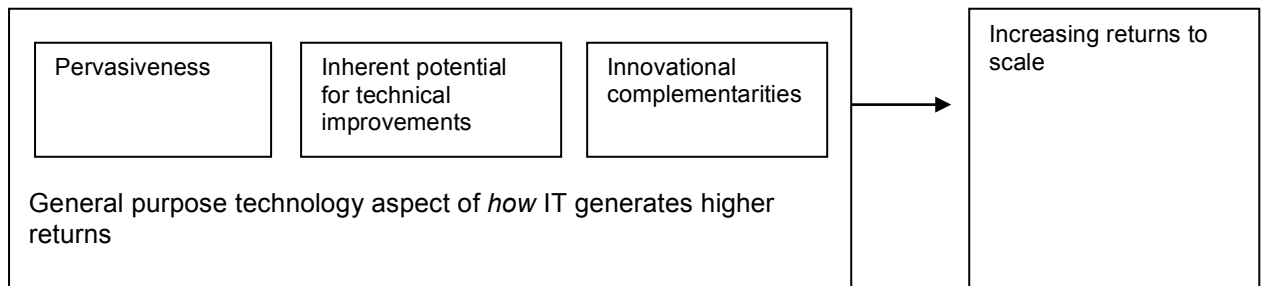 Pervasiveness
Inherent potential
for technical
improvements
Innovational
complementarities
General purpose technology aspect of how IT generates higher
returns
Increasing returns to
scale